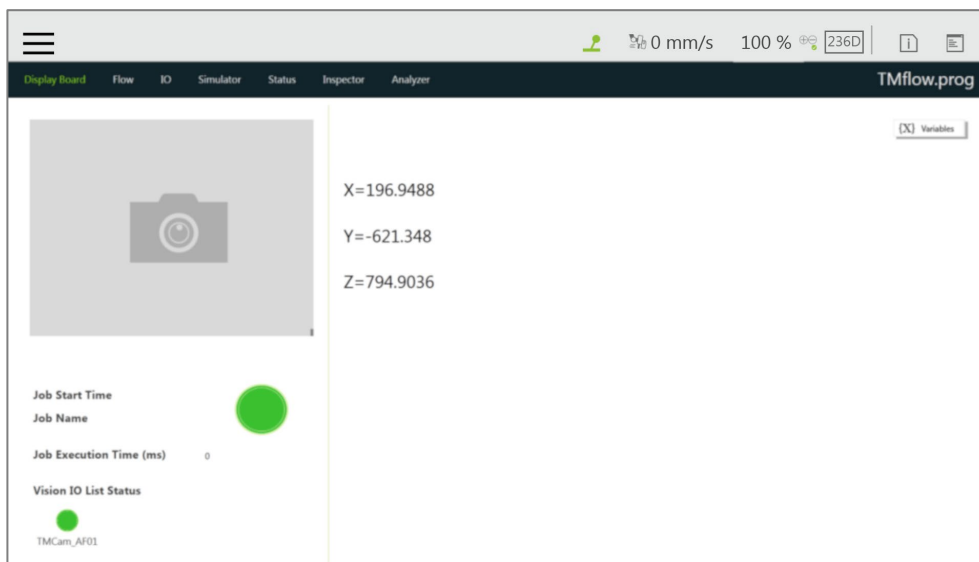 0 mm/s 100 % 236D
Display Board Flow IO Simulator Status Inspector Analyzer TMflow.prog
{X} Variables
X=196.9488
Y=-621.348
Z=794.9036
Job Start Time
Job Name
Job Execution Time (ms) 0
Vision IO List Status
TMCam_AF01